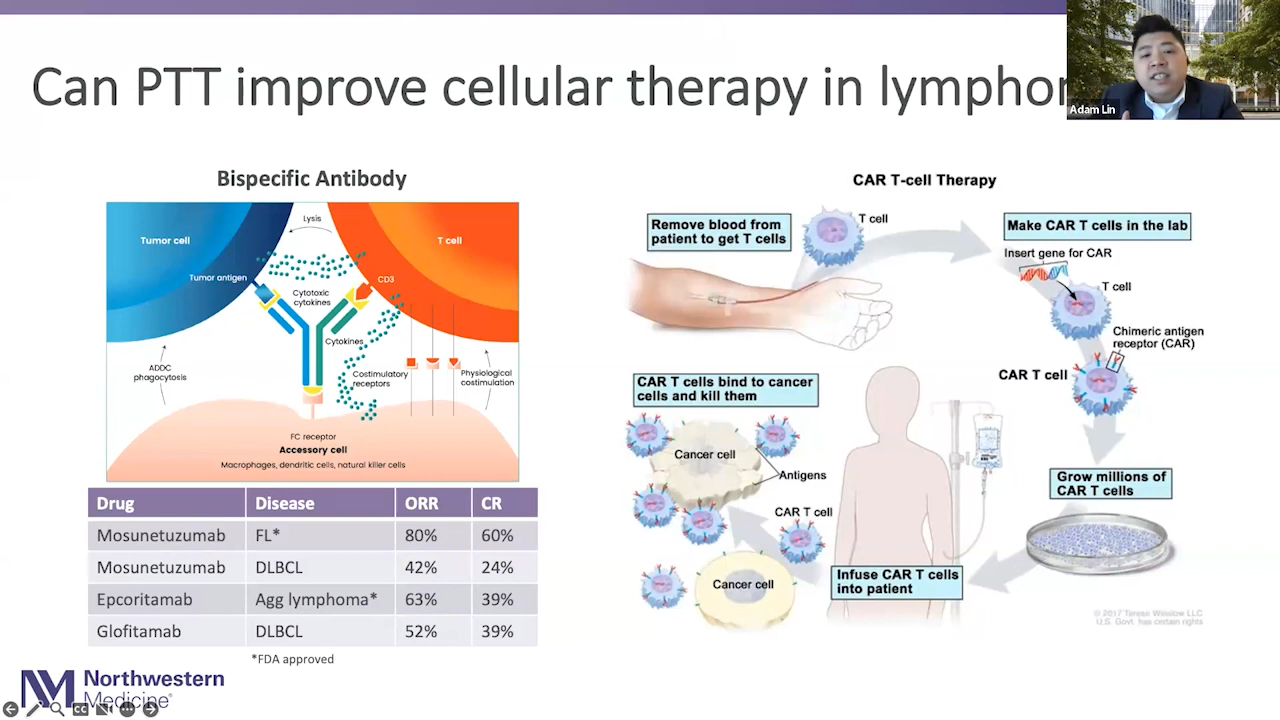 Can PTT improve cellular therapy in lympho
Adam Lin
Bispecific Antibody
Lysis
Tumor cell
T cell
Tumor antigen
CD3
Cytotoxic
cytokines
Cytokines
ADDC
phagocytosis
Costimulatory
receptors
Physiological
costimulation
FC receptor
Accessory cell
Macrophages, dendritic cells, natural killer cells
Drug Disease ORR CR
Mosunetuzumab FL* 80% 60%
Mosunetuzumab DLBCL 42% 24%
Epcoritamab Agg lymphoma* 63% 39%
Glofitamab DLBCL 52% 39%
*FDA approved
CAR T-cell Therapy
Remove blood from
patient to get T cells
T cell
Make CAR T cells in the lab
Insert gene for CAR
T cell
Chimeric antigen
receptor (CAR)
CAR T cell
Grow millions of
CAR T cells
Infuse CAR T cells
into patient
CAR T cells bind to cancer
cells and kill them
Cancer cell
Antigens
CAR T cell
Cancer cell
© 2017 Terese Winslow LLC
U.S. Govt. has certain rights
Northwestern
Medicine®
CC